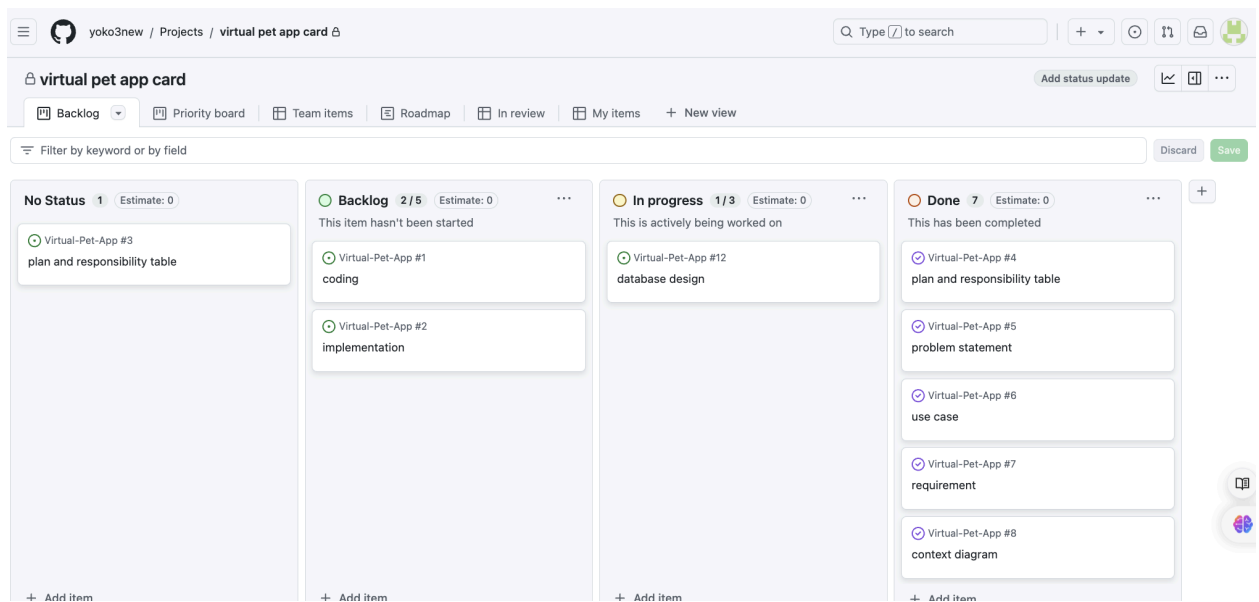 yoko3new / Projects / virtual pet app card
Type / to search
virtual pet app card
Add status update
Backlog
Priority board
Team items
Roadmap
In review
My items
+ New view
Filter by keyword or by field
Discard
Save
No Status 1 Estimate: 0
Virtual-Pet-App #3
plan and responsibility table
+ Add item
Backlog 2 / 5 Estimate: 0
This item hasn't been started
Virtual-Pet-App #1
coding
Virtual-Pet-App #2
implementation
+ Add item
In progress 1 / 3 Estimate: 0
This is actively being worked on
Virtual-Pet-App #12
database design
+ Add item
Done 7 Estimate: 0
This has been completed
Virtual-Pet-App #4
plan and responsibility table
Virtual-Pet-App #5
problem statement
Virtual-Pet-App #6
use case
Virtual-Pet-App #7
requirement
Virtual-Pet-App #8
context diagram
+ Add item